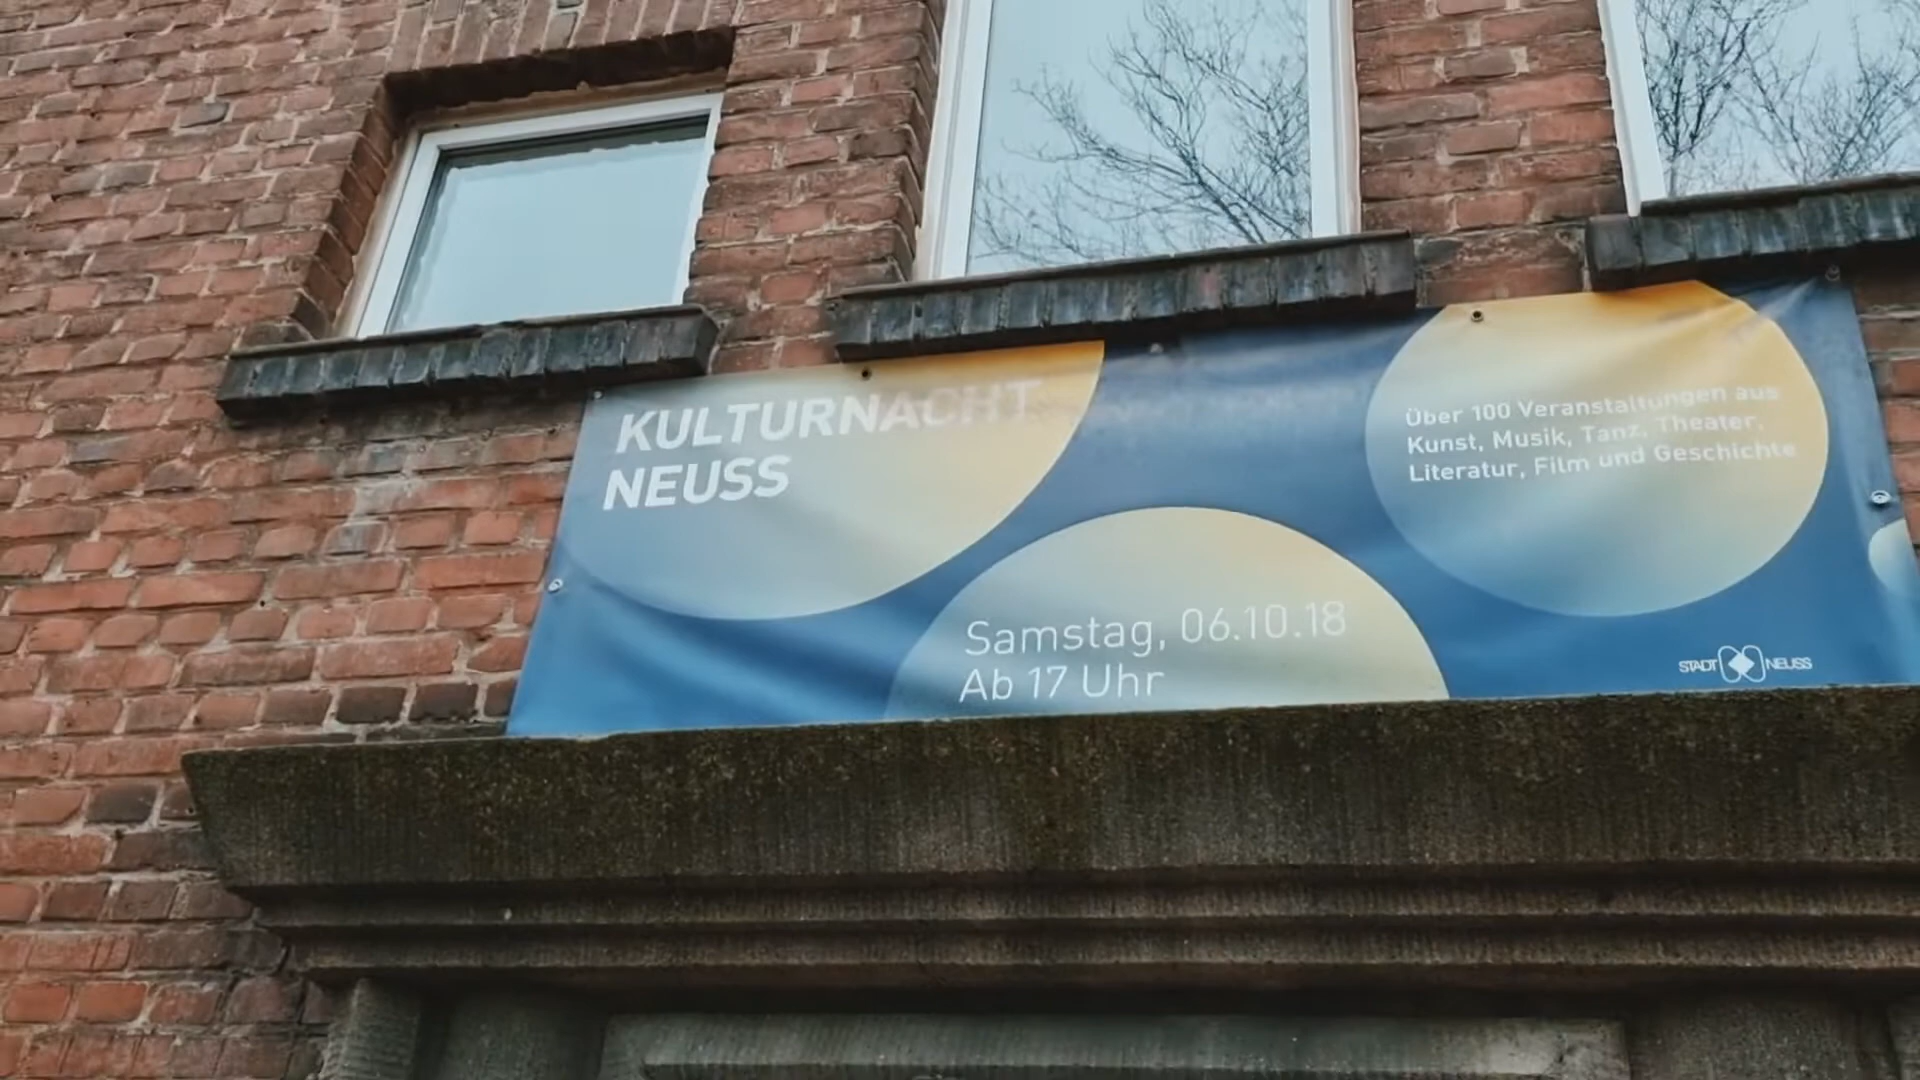 KULTURNACHT
NEUSS
Über 100 Veranstaltungen aus
Kunst, Musik, Tanz, Theater,
Literatur, Film und Geschichte
Samstag, 06.10.18
Ab 17 Uhr
STADT NEUSS